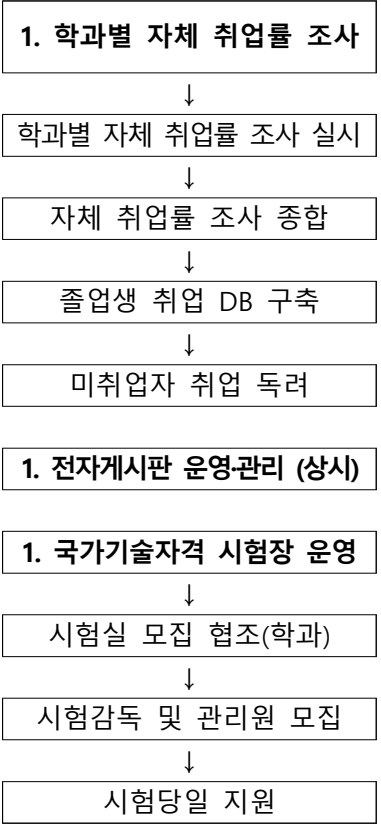 1. 학과별 자체 취업률 조사
↓
학과별 자체 취업률 조사 실시
↓
자체 취업률 조사 종합
↓
졸업생 취업 DB 구축
↓
미취업자 취업 독려
1. 전자게시판 운영·관리 (상시)
1. 국가기술자격 시험장 운영
↓
시험실 모집 협조(학과)
↓
시험감독 및 관리원 모집
↓
시험당일 지원